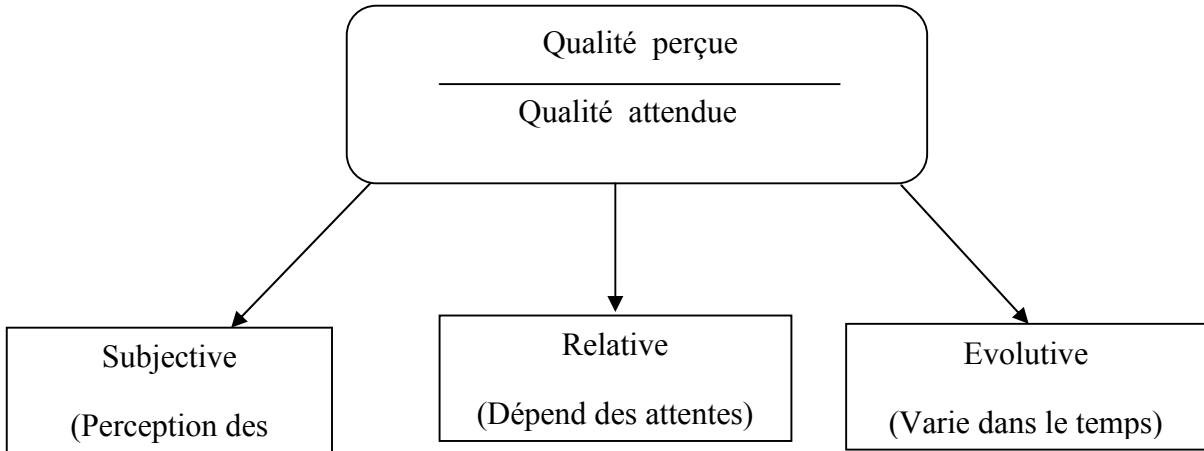 Qualité perçue
Qualité attendue
Subjective
(Perception des
Relative
(Dépend des attentes)
Evolutive
(Varie dans le temps)